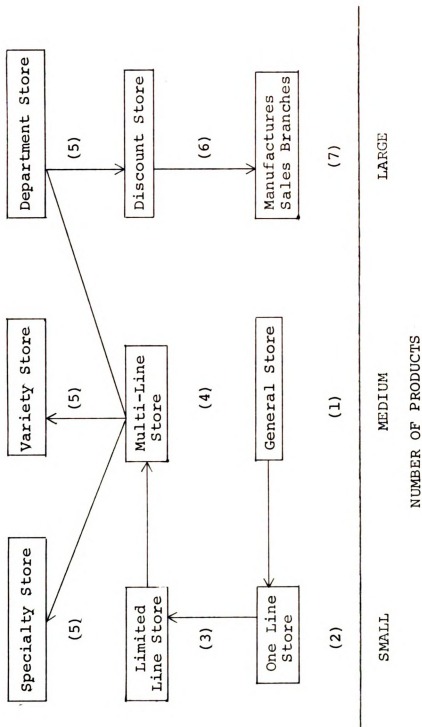 Specialty Store
Variety Store
Department Store
(5)
(5)
(5)
Limited
Line Store
Multi-Line
Store
Discount Store
(3)
(4)
(6)
One Line
Store
General Store
Manufactures
Sales Branches
(2)
(1)
(7)
SMALL
MEDIUM
LARGE
NUMBER OF PRODUCTS